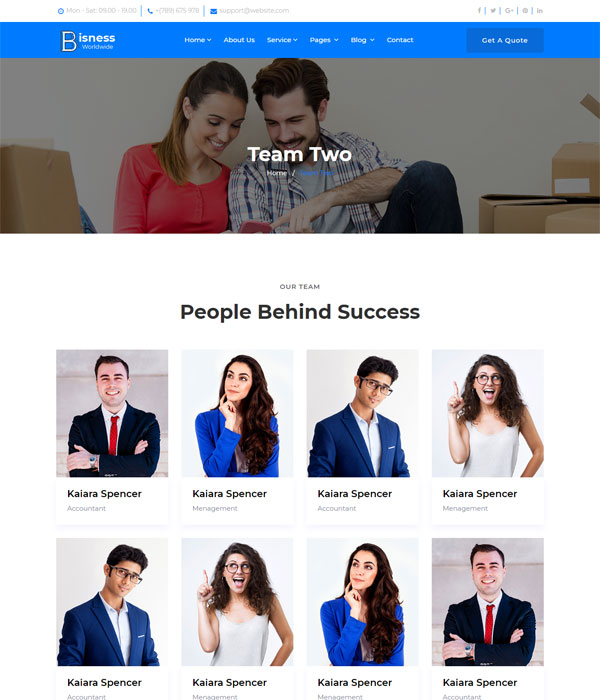 Mon - Sat: 09.00 - 19.00 +(789) 675 978 support@website.com
Bisness
Worldwide
Home About Us Service Pages Blog Contact Get A Quote
Team Two
Home / Team Two
OUR TEAM
People Behind Success
Kaiara Spencer Kaiara Spencer Kaiara Spencer Kaiara Spencer
Accountant Menagement Accountant Menagement
Kaiara Spencer Kaiara Spencer Kaiara Spencer Kaiara Spencer
Accountant Menagement Menagement Accountant